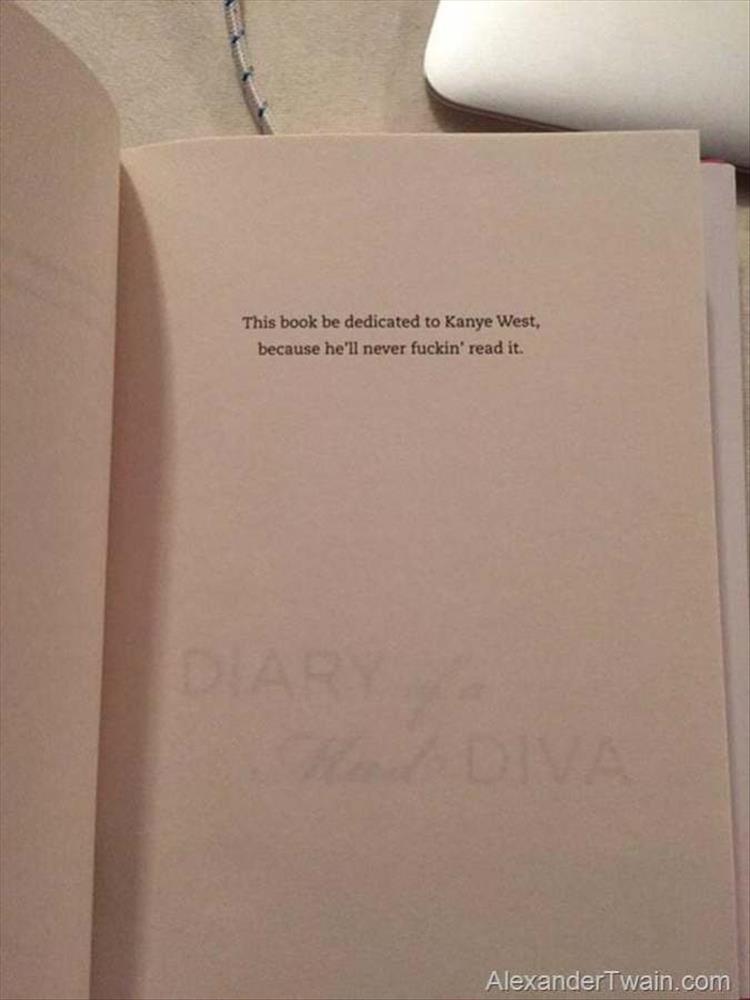 This book be dedicated to Kanye West,
because he'll never fuckin' read it.
DIARY of a
Mad DIVA
AlexanderTwain.com